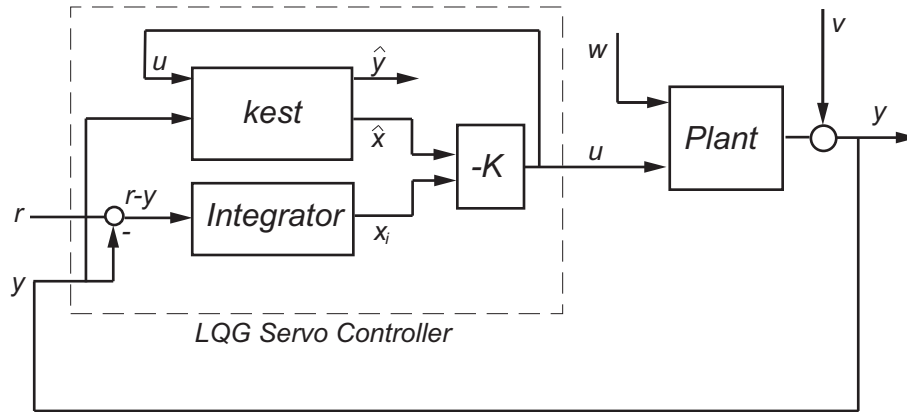 u
ŷ
kest
x̂
-K
r
r-y
-
Integrator
xᵢ
y
LQG Servo Controller
u
w
Plant
v
y